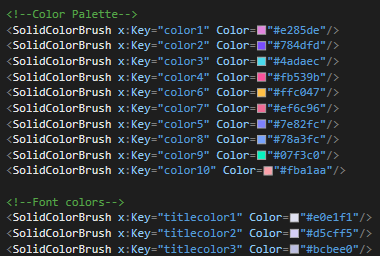 <!--Color Palette-->
<SolidColorBrush x:Key="color1" Color="#e285de"/>
<SolidColorBrush x:Key="color2" Color="#784dfd"/>
<SolidColorBrush x:Key="color3" Color="#4adaec"/>
<SolidColorBrush x:Key="color4" Color="#fb539b"/>
<SolidColorBrush x:Key="color6" Color="#ffc047"/>
<SolidColorBrush x:Key="color7" Color="#ef6c96"/>
<SolidColorBrush x:Key="color5" Color="#7e82fc"/>
<SolidColorBrush x:Key="color8" Color="#78a3fc"/>
<SolidColorBrush x:Key="color9" Color="#07f3c0"/>
<SolidColorBrush x:Key="color10" Color="#fba1aa"/>
<!--Font colors-->
<SolidColorBrush x:Key="titlecolor1" Color="#e0e1f1"/>
<SolidColorBrush x:Key="titlecolor2" Color="#d5cff5"/>
<SolidColorBrush x:Key="titlecolor3" Color="#bcbee0"/>